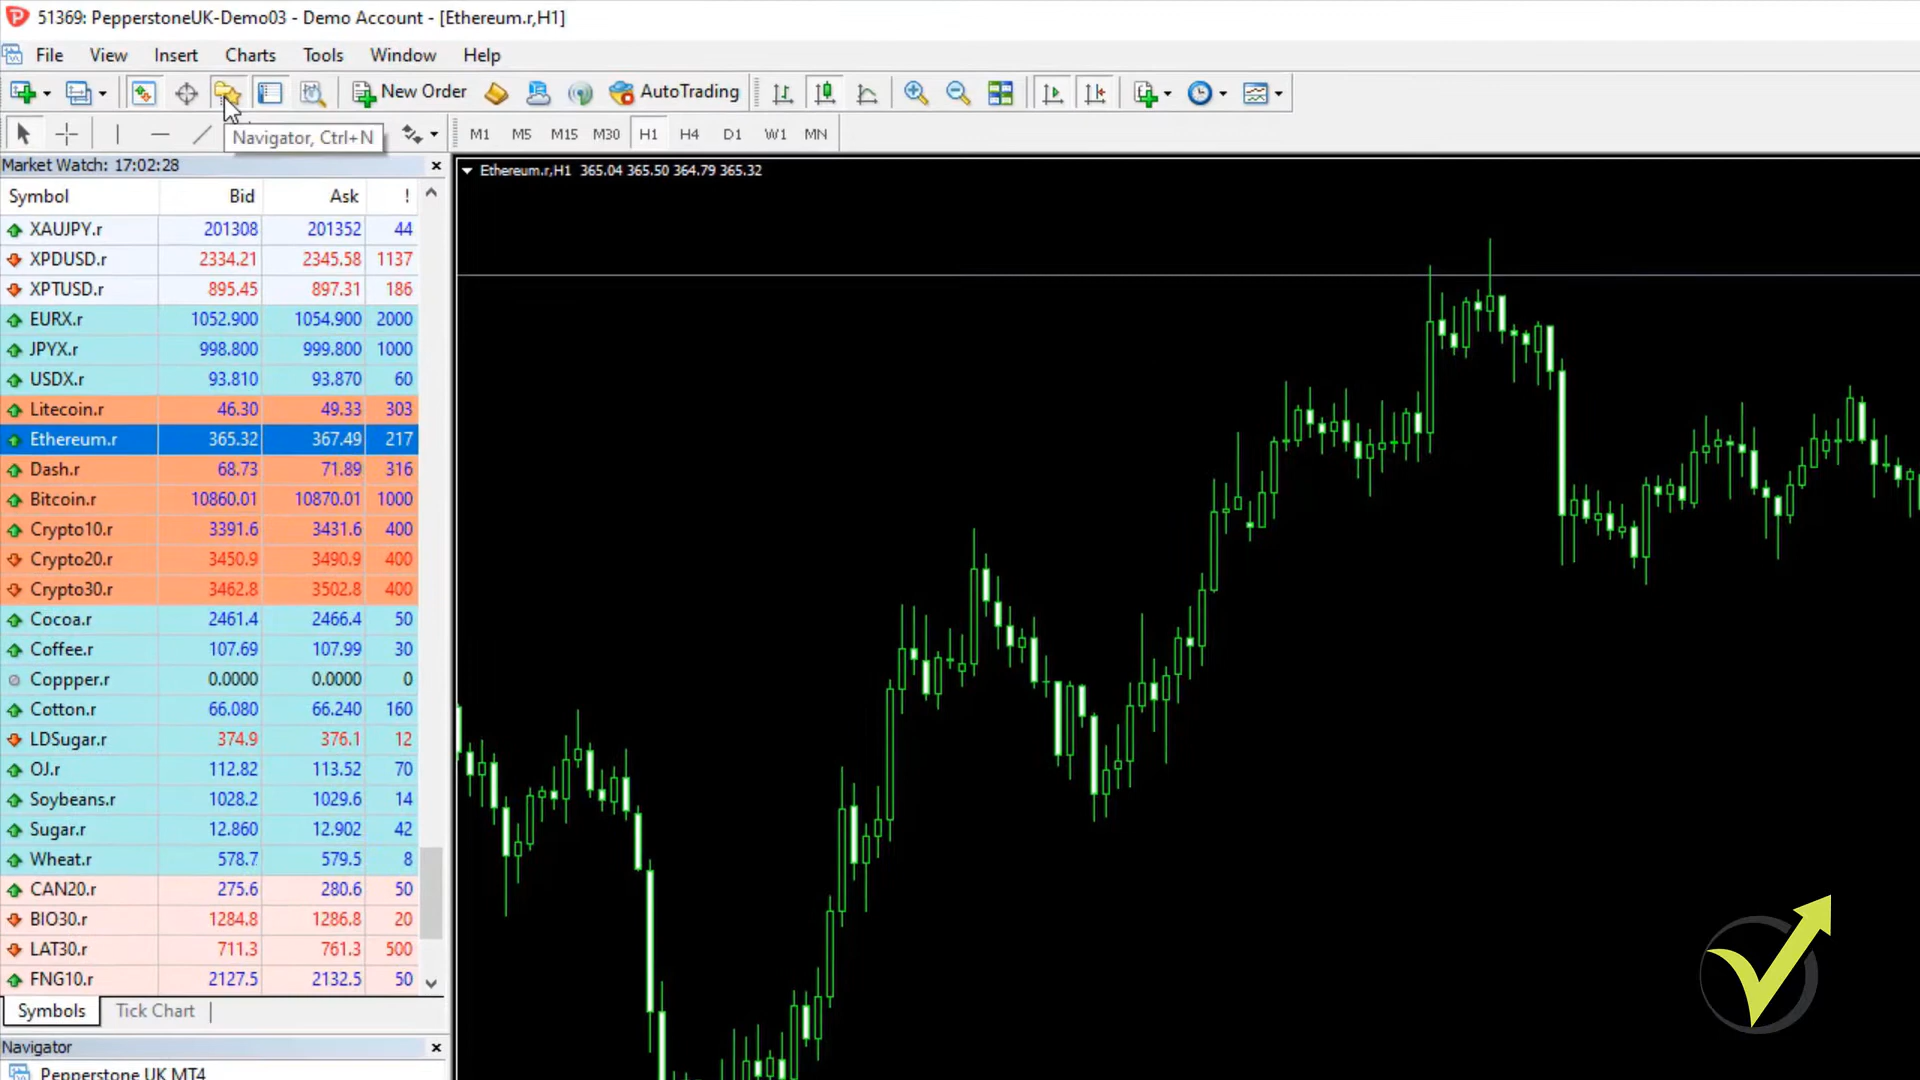 51369: PepperstoneUK-Demo03 - Demo Account - [Ethereum.r,H1]
File View Insert Charts Tools Window Help
New Order AutoTrading
Navigator, Ctrl+N M1 M5 M15 M30 H1 H4 D1 W1 MN
Market Watch: 17:02:28
Ethereum.r,H1 365.04 365.50 364.79 365.32
Symbol Bid Ask !
XAUJPY.r 201308 201352 44
XPDUSD.r 2334.21 2345.58 1137
XPTUSD.r 895.45 897.31 186
EURX.r 1052.900 1054.900 2000
JPYX.r 998.800 999.800 1000
USDX.r 93.810 93.870 60
Litecoin.r 46.30 49.33 303
Ethereum.r 365.32 367.49 217
Dash.r 68.73 71.89 316
Bitcoin.r 10860.01 10870.01 1000
Crypto10.r 3391.6 3431.6 400
Crypto20.r 3450.9 3490.9 400
Crypto30.r 3462.8 3502.8 400
Cocoa.r 2461.4 2466.4 50
Coffee.r 107.69 107.99 30
Coppper.r 0.0000 0.0000 0
Cotton.r 66.080 66.240 160
LDSugar.r 374.9 376.1 12
OJ.r 112.82 113.52 70
Soybeans.r 1028.2 1029.6 14
Sugar.r 12.860 12.902 42
Wheat.r 578.7 579.5 8
CAN20.r 275.6 280.6 50
BIO30.r 1284.8 1286.8 20
LAT30.r 711.3 761.3 500
FNG10.r 2127.5 2132.5 50
Symbols Tick Chart
Navigator
Pepperstone UK MT4